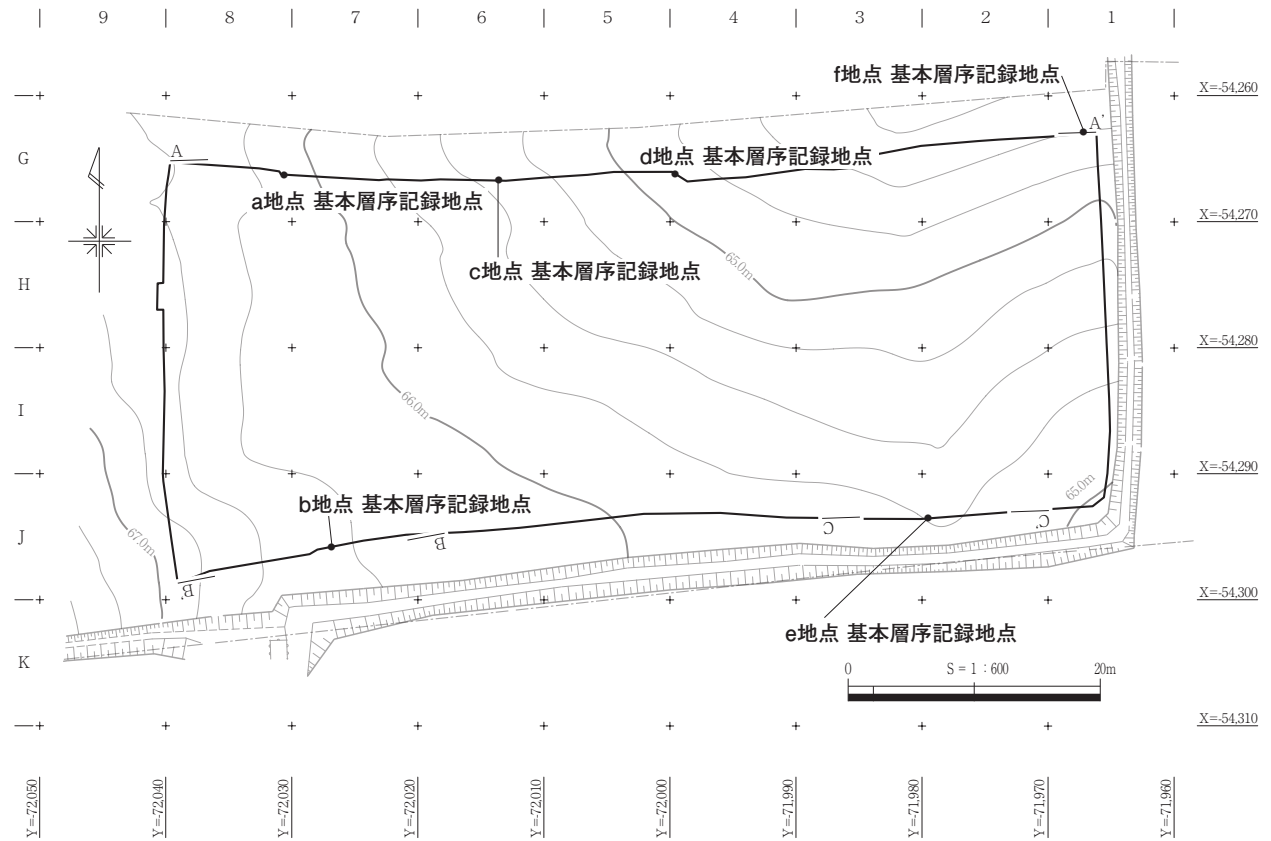 9 | 8 | 7 | 6 | 5 | 4 | 3 | 2 | 1
f地点 基本層序記録地点
X=-54,260
A'
G
A
d地点 基本層序記録地点
a地点 基本層序記録地点
X=-54,270
65.0m
c地点 基本層序記録地点
H
X=-54,280
66.0m
I
X=-54,290
65.0m
b地点 基本層序記録地点
67.0m
J
B
C
C'
B'
X=-54,300
e地点 基本層序記録地点
K
0 S = 1 : 600 20m
X=-54,310
Y=-72,050
Y=-72,040
Y=-72,030
Y=-72,020
Y=-72,010
Y=-72,000
Y=-71,990
Y=-71,980
Y=-71,970
Y=-71,960